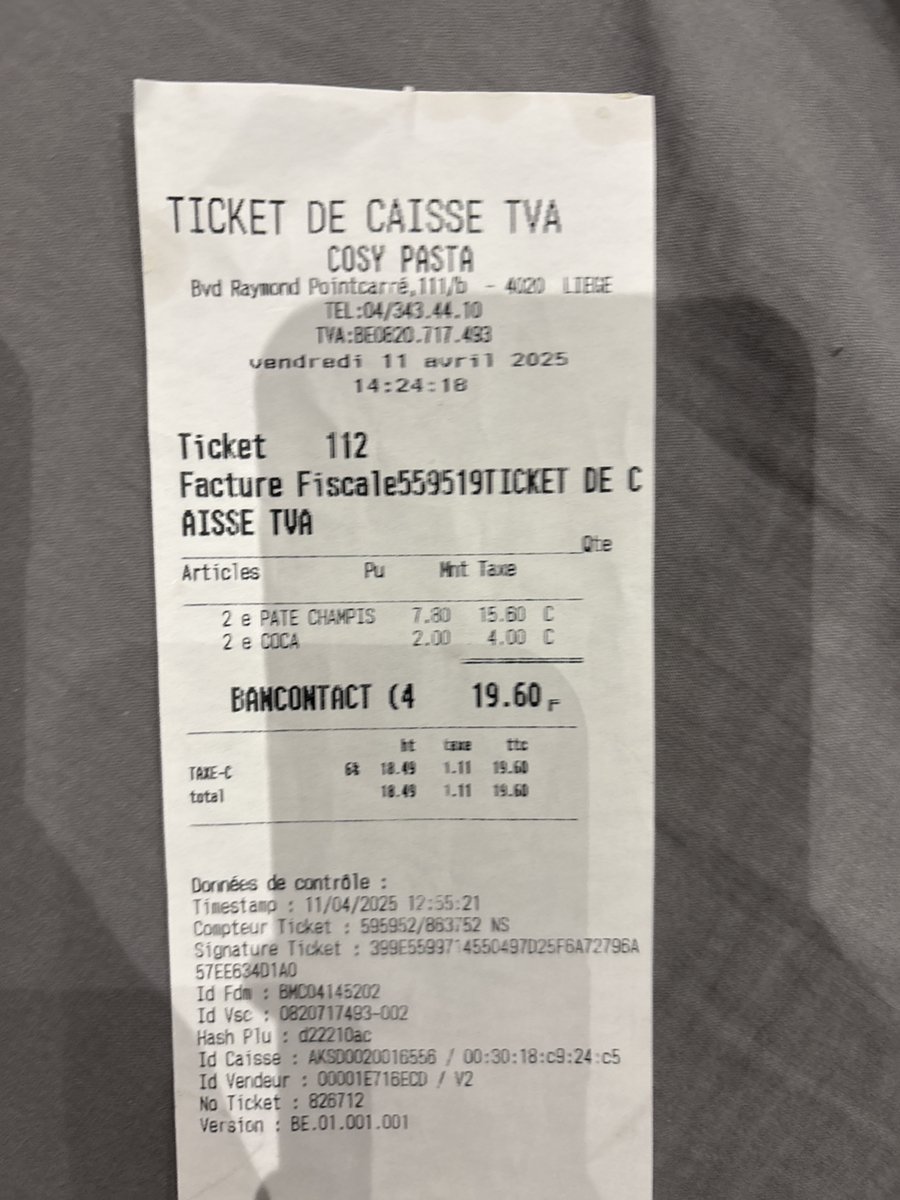 TICKET DE CAISSE TVA
COSY PASTA
Bvd Raymond Pointcarré,111/b - 4020 LIEGE
TEL:04/343.44.10
TVA:BE0820.717.493
vendredi 11 avril 2025
14:24:18
Ticket 112
Facture Fiscale559519TICKET DE C
AISSE TVA
Qte
Articles Pu Mnt Taxe
2 e PATE CHAMPIS 7.80 15.60 C
2 e COCA 2.00 4.00 C
BANCONTACT (4 19.60 F
ht taxe ttc
TAXE-C 6% 18.49 1.11 19.60
total 18.49 1.11 19.60
Données de contrôle :
Timestamp : 11/04/2025 12:55:21
Compteur Ticket : 595952/863752 NS
Signature Ticket : 399E5599714550497D25F6A72796A
57EE634D1A0
Id Fdm : BMC04145202
Id Vsc : 0820717493-002
Hash Plu : d22210ac
Id Caisse : AKSD0020016556 / 00:30:18:c9:24:c5
Id Vendeur : 00001E716ECD / V2
No Ticket : 826712
Version : BE.01.001.001